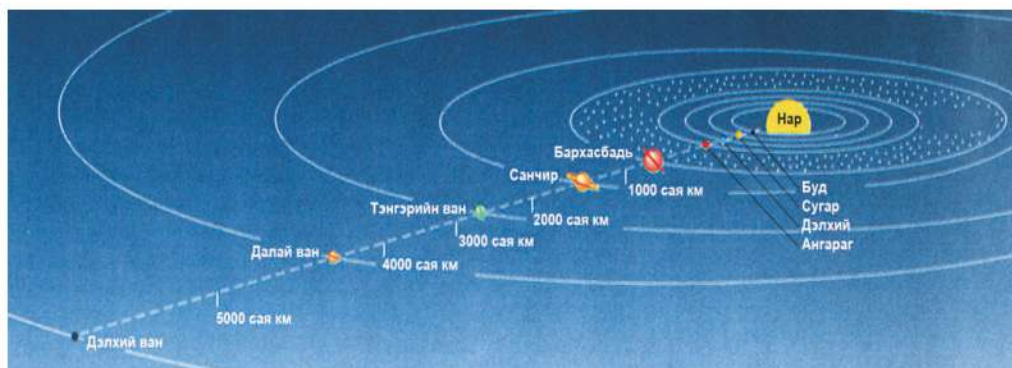 Нар
Бархасбадь
Санчир
1000 сая км
Буд
Сугар
Дэлхий
Ангараг
Тэнгэрийн ван
2000 сая км
3000 сая км
Далай ван
4000 сая км
5000 сая км
Дэлхий ван